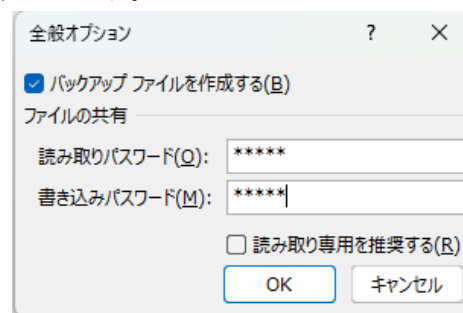 全般オプション ? ×
バックアップ ファイルを作成する(B)
ファイルの共有
読み取りパスワード(O): *****
書き込みパスワード(M): *****
読み取り専用を推奨する(R)
OK キャンセル